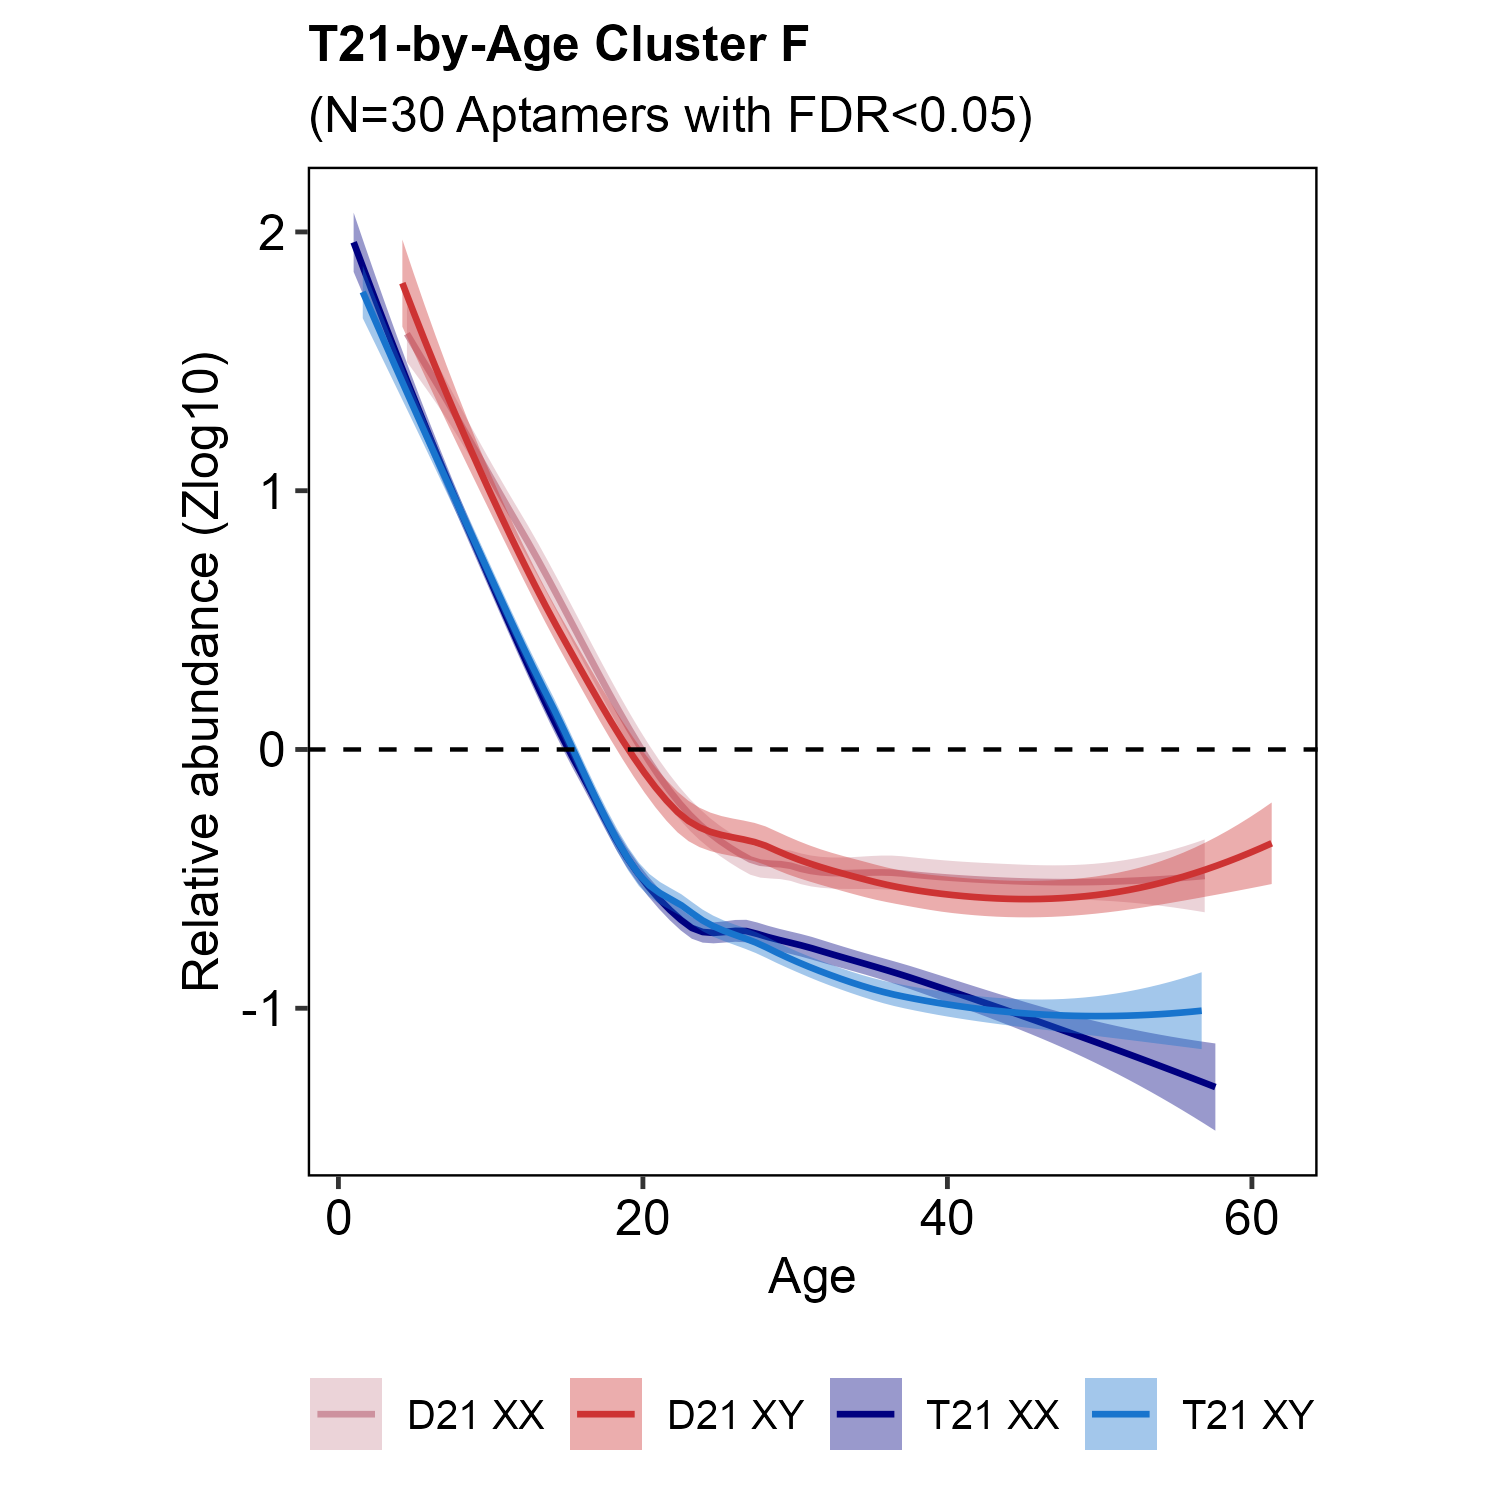 T21-by-Age Cluster F
(N=30 Aptamers with FDR<0.05)
Relative abundance (Zlog10)
2
1
0
-1
0 20 40 60
Age
D21 XX D21 XY T21 XX T21 XY